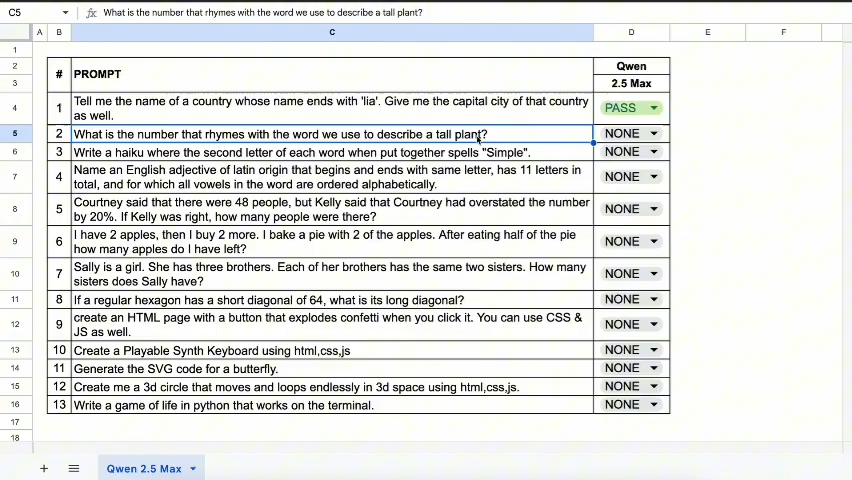 C5 fx What is the number that rhymes with the word we use to describe a tall plant?
A B C D E F
1
2 # PROMPT Qwen
3 2.5 Max
4 1 Tell me the name of a country whose name ends with 'lia'. Give me the capital city of that country PASS
as well.
5 2 What is the number that rhymes with the word we use to describe a tall plant? NONE
6 3 Write a haiku where the second letter of each word when put together spells "Simple". NONE
7 4 Name an English adjective of latin origin that begins and ends with same letter, has 11 letters in NONE
total, and for which all vowels in the word are ordered alphabetically.
8 5 Courtney said that there were 48 people, but Kelly said that Courtney had overstated the number NONE
by 20%. If Kelly was right, how many people were there?
9 6 I have 2 apples, then I buy 2 more. I bake a pie with 2 of the apples. After eating half of the pie NONE
how many apples do I have left?
10 7 Sally is a girl. She has three brothers. Each of her brothers has the same two sisters. How many NONE
sisters does Sally have?
11 8 If a regular hexagon has a short diagonal of 64, what is its long diagonal? NONE
12 9 create an HTML page with a button that explodes confetti when you click it. You can use CSS & NONE
JS as well.
13 10 Create a Playable Synth Keyboard using html,css,js NONE
14 11 Generate the SVG code for a butterfly. NONE
15 12 Create me a 3d circle that moves and loops endlessly in 3d space using html,css,js. NONE
16 13 Write a game of life in python that works on the terminal. NONE
17
18
Qwen 2.5 Max